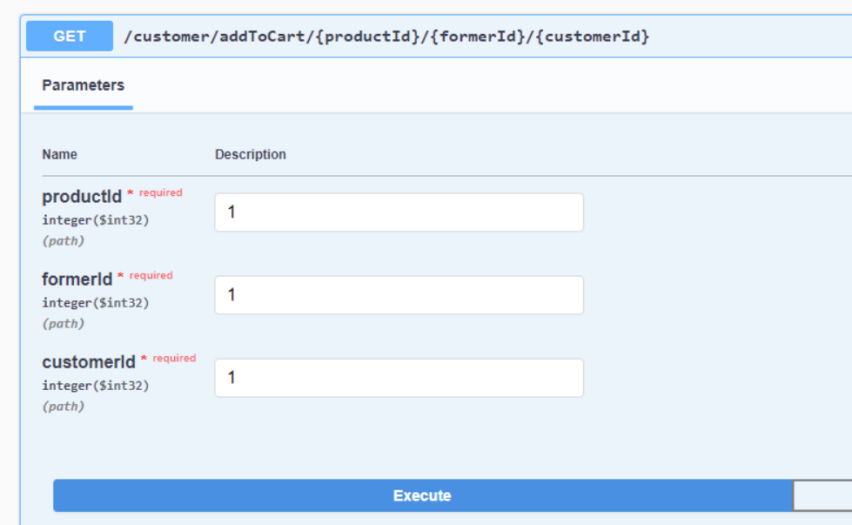 GET /customer/addToCart/{productId}/{formerId}/{customerId}
Parameters
Name Description
productId * required
integer($int32)
(path)
1
formerId * required
integer($int32)
(path)
1
customerId * required
integer($int32)
(path)
1
Execute